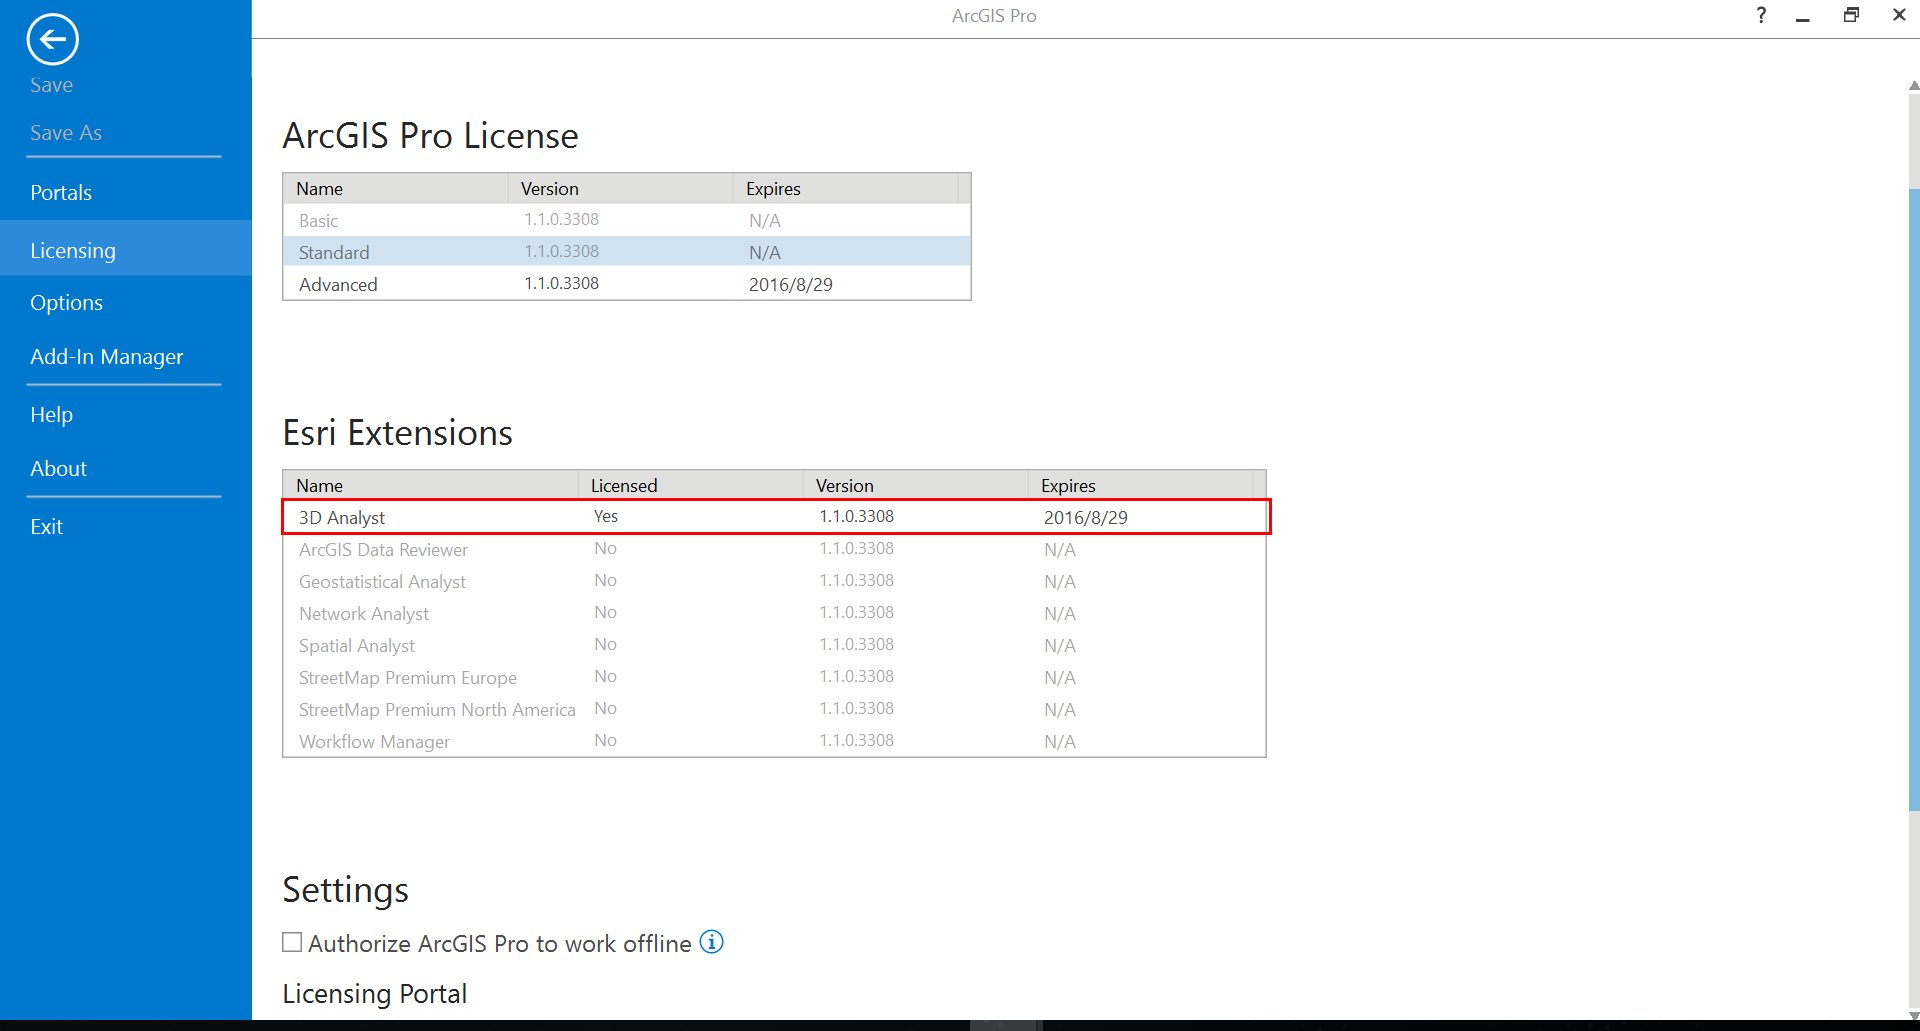 ArcGIS Pro
?
Save
Save As
Portals
Licensing
Options
Add-In Manager
Help
About
Exit
ArcGIS Pro License
Name Version Expires
Basic 1.1.0.3308 N/A
Standard 1.1.0.3308 N/A
Advanced 1.1.0.3308 2016/8/29
Esri Extensions
Name Licensed Version Expires
3D Analyst Yes 1.1.0.3308 2016/8/29
ArcGIS Data Reviewer No 1.1.0.3308 N/A
Geostatistical Analyst No 1.1.0.3308 N/A
Network Analyst No 1.1.0.3308 N/A
Spatial Analyst No 1.1.0.3308 N/A
StreetMap Premium Europe No 1.1.0.3308 N/A
StreetMap Premium North America No 1.1.0.3308 N/A
Workflow Manager No 1.1.0.3308 N/A
Settings
Authorize ArcGIS Pro to work offline
Licensing Portal